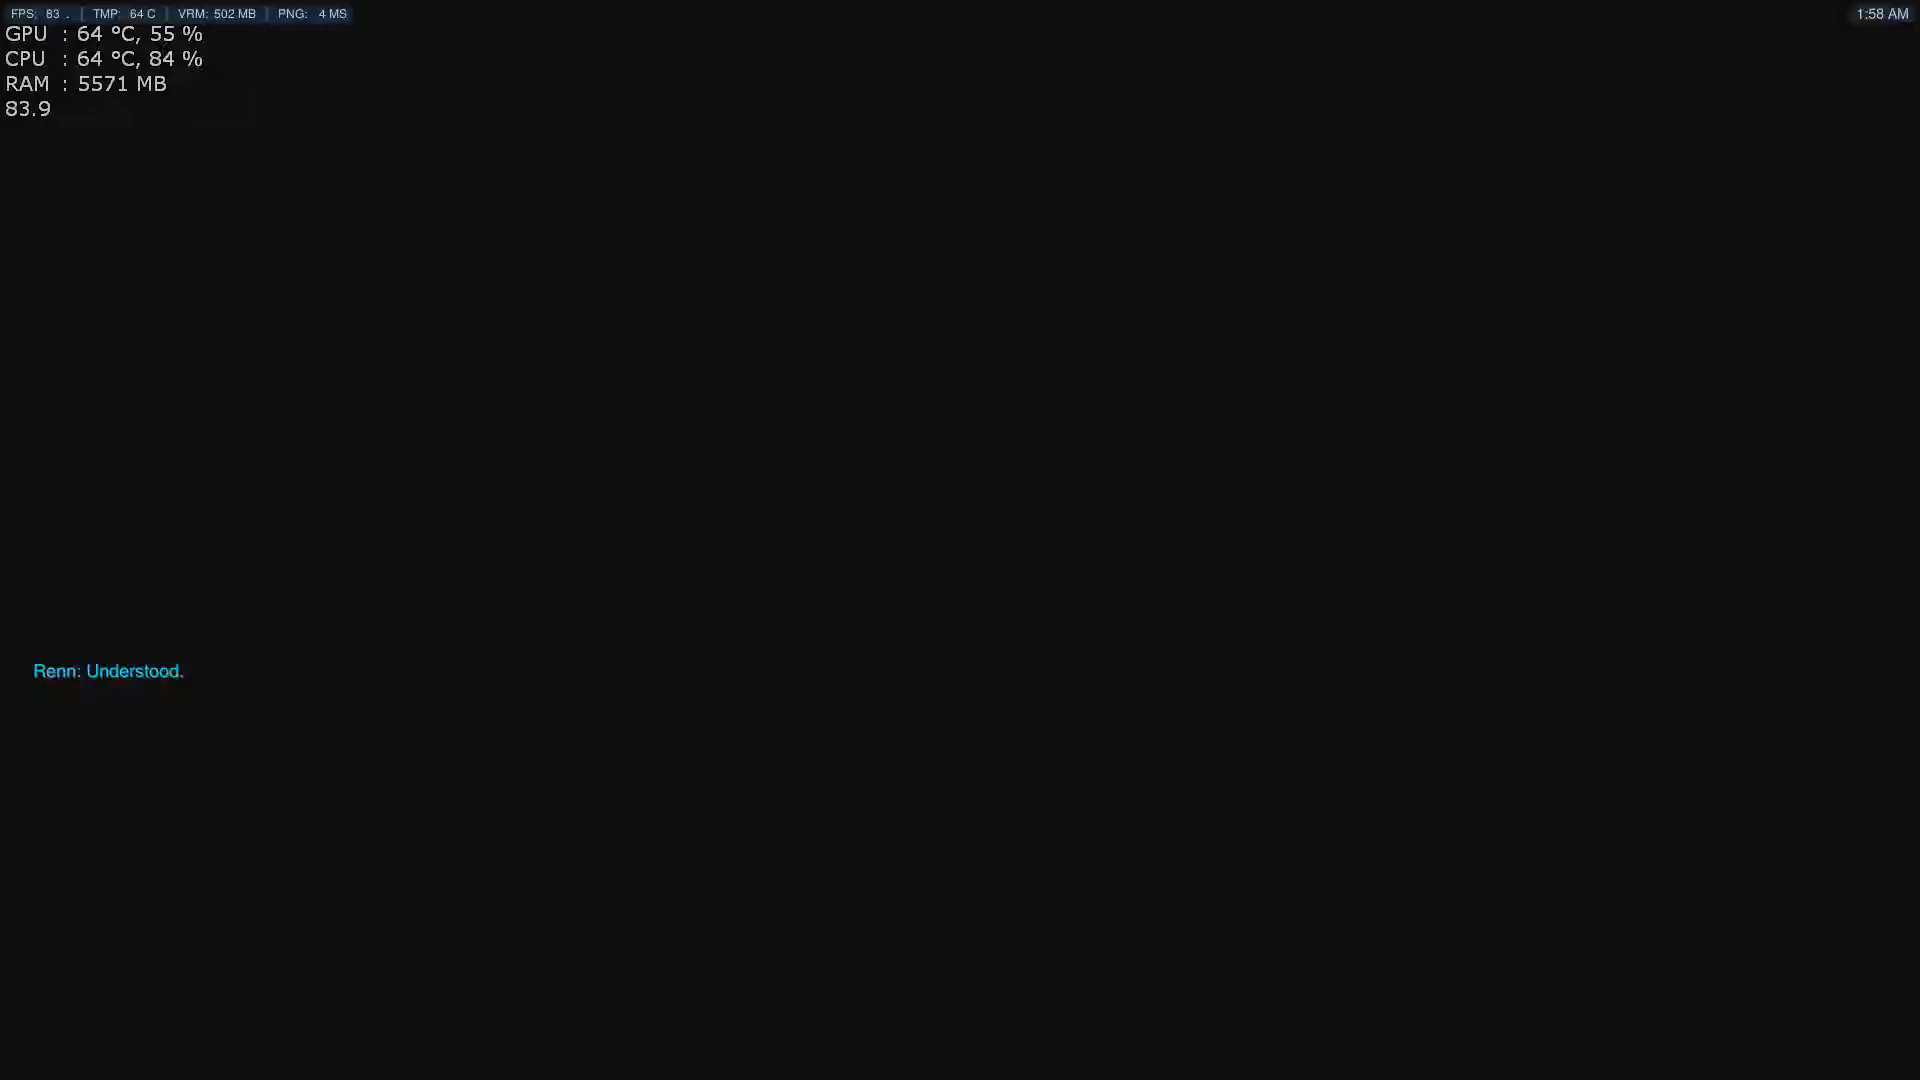 FPS: 83 . | TMP: 64 C | VRM: 502 MB | PNG: 4 MS
1:58 AM
GPU : 64 °C, 55 %
CPU : 64 °C, 84 %
RAM : 5571 MB
83.9
Renn: Understood.